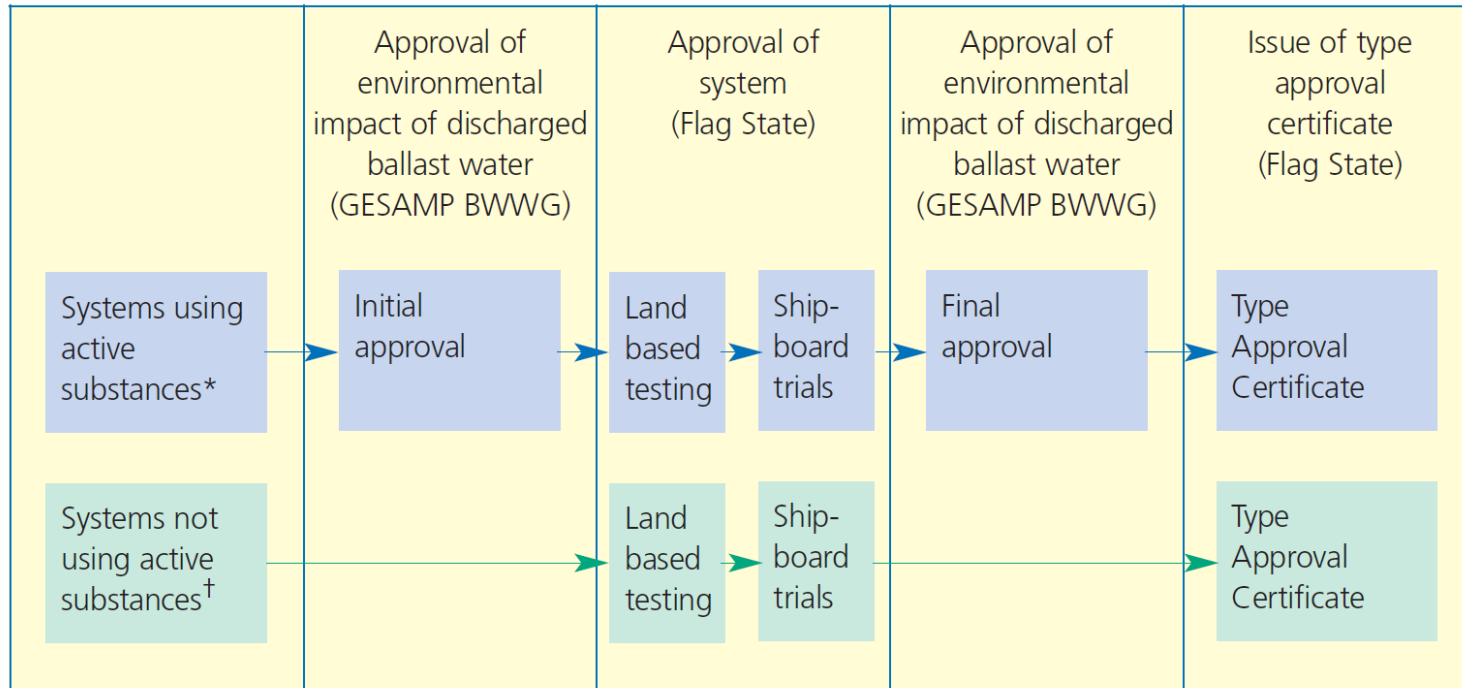 Approval of
environmental
impact of discharged
ballast water
(GESAMP BWWG)
Approval of
system
(Flag State)
Approval of
environmental
impact of discharged
ballast water
(GESAMP BWWG)
Issue of type
approval
certificate
(Flag State)
Systems using
active
substances*
Initial
approval
Land
based
testing
Ship-
board
trials
Final
approval
Type
Approval
Certificate
Systems not
using active
substances†
Land
based
testing
Ship-
board
trials
Type
Approval
Certificate